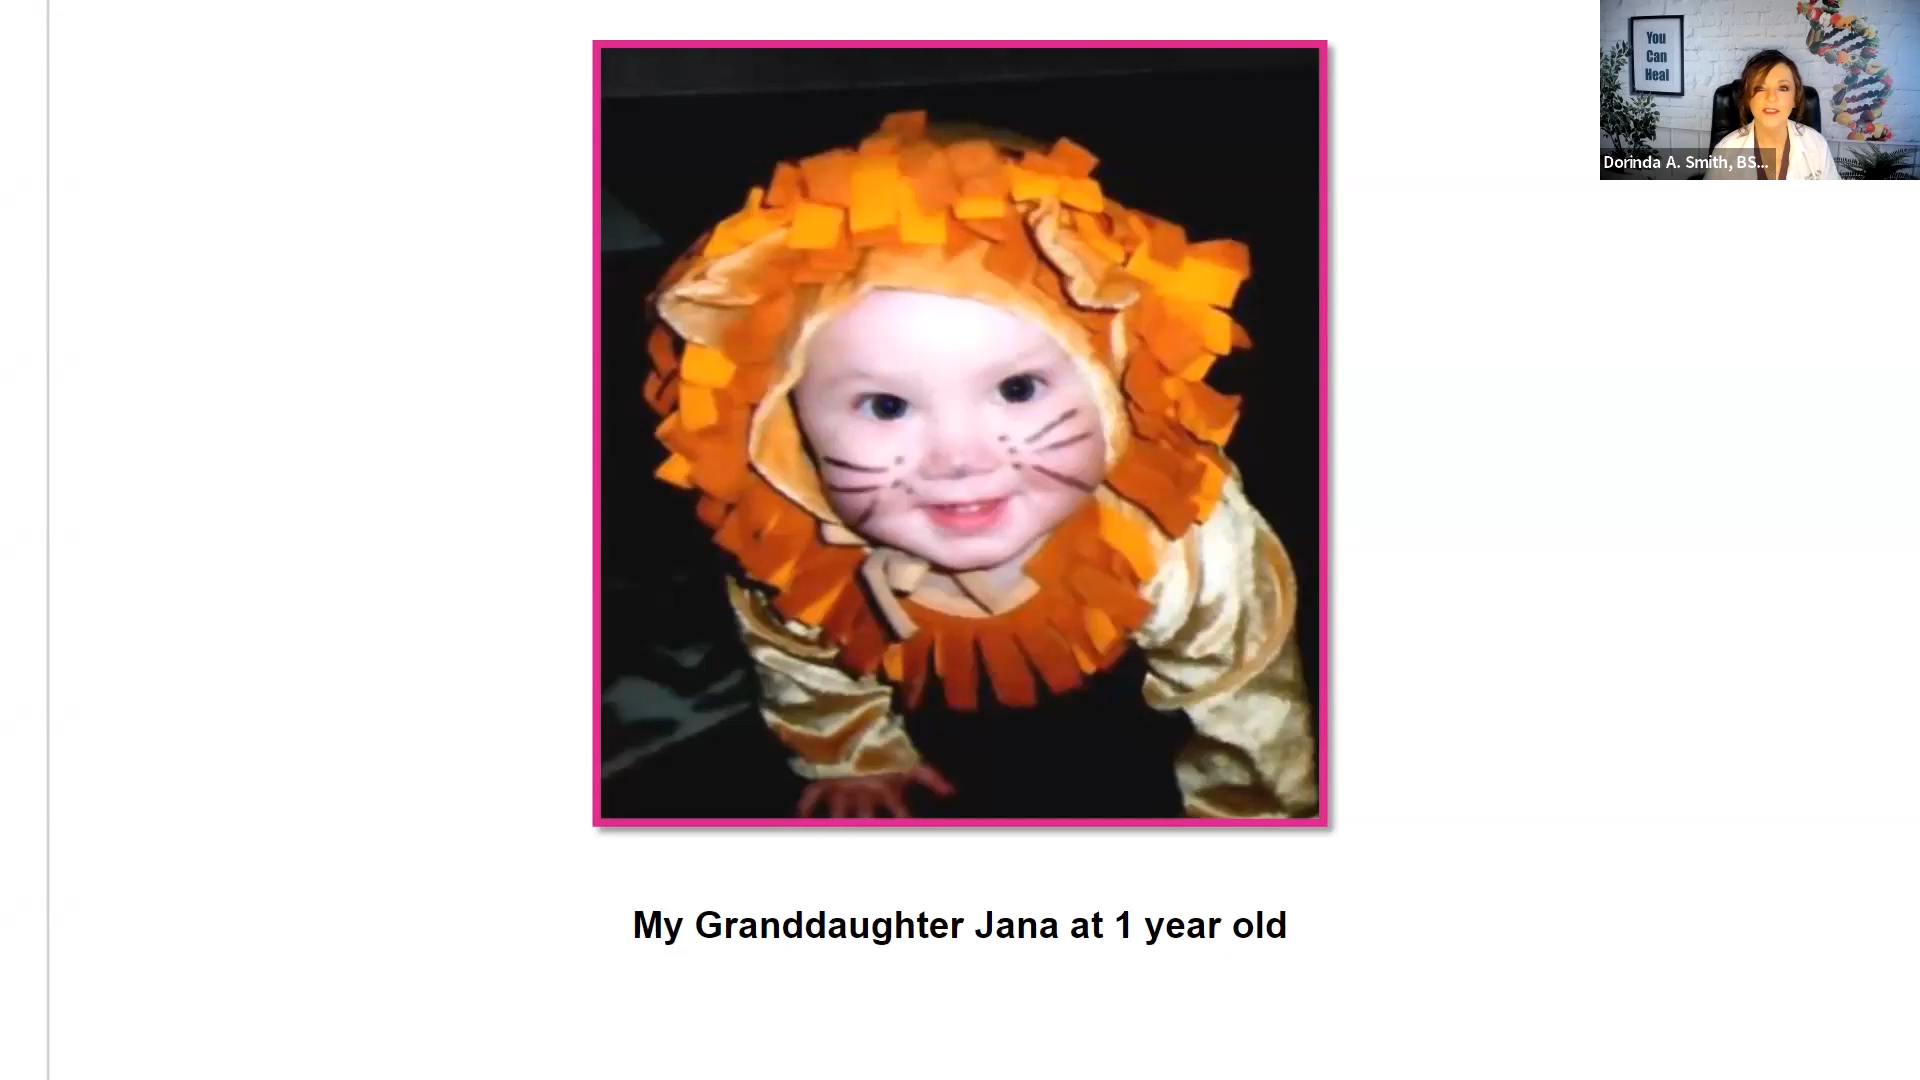 You
Can
Heal
Dorinda A. Smith, BS...
My Granddaughter Jana at 1 year old